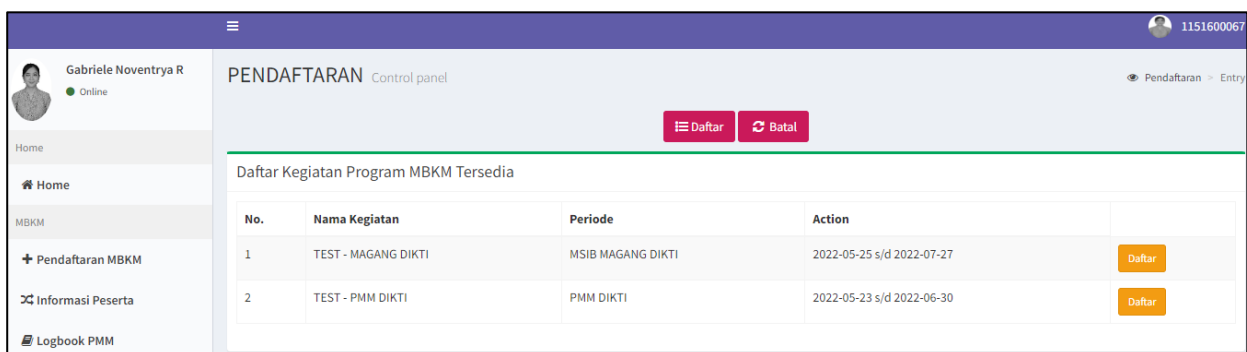 1151600067
Gabriele Noventrya R
Online
PENDAFTARAN Control panel
Pendaftaran > Entry
Daftar Batal
Home
Home
MBKM
Pendaftaran MBKM
Informasi Peserta
Logbook PMM
Daftar Kegiatan Program MBKM Tersedia
No. Nama Kegiatan Periode Action
1 TEST - MAGANG DIKTI MSIB MAGANG DIKTI 2022-05-25 s/d 2022-07-27 Daftar
2 TEST - PMM DIKTI PMM DIKTI 2022-05-23 s/d 2022-06-30 Daftar